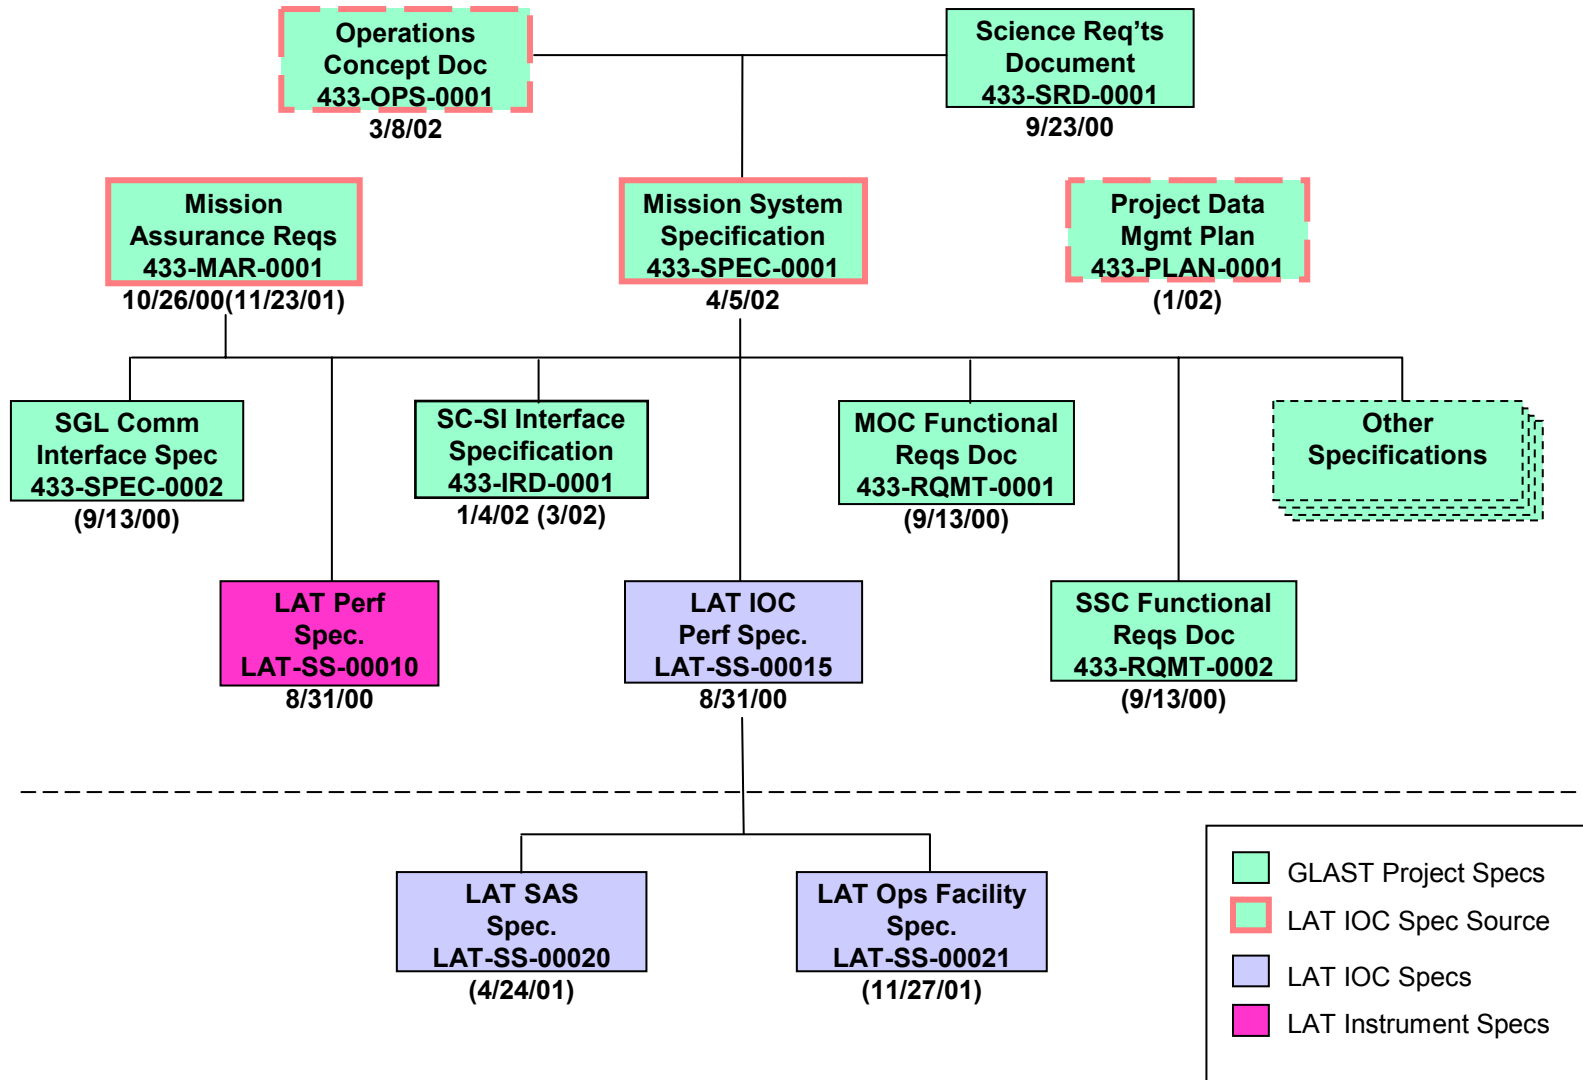 Operations
Concept Doc
433-OPS-0001
3/8/02
Science Req'ts
Document
433-SRD-0001
9/23/00
Mission
Assurance Reqs
433-MAR-0001
10/26/00(11/23/01)
Mission System
Specification
433-SPEC-0001
4/5/02
Project Data
Mgmt Plan
433-PLAN-0001
(1/02)
SGL Comm
Interface Spec
433-SPEC-0002
(9/13/00)
SC-SI Interface
Specification
433-IRD-0001
1/4/02 (3/02)
MOC Functional
Reqs Doc
433-RQMT-0001
(9/13/00)
Other
Specifications
LAT Perf
Spec.
LAT-SS-00010
8/31/00
LAT IOC
Perf Spec.
LAT-SS-00015
8/31/00
SSC Functional
Reqs Doc
433-RQMT-0002
(9/13/00)
LAT SAS
Spec.
LAT-SS-00020
(4/24/01)
LAT Ops Facility
Spec.
LAT-SS-00021
(11/27/01)
GLAST Project Specs
LAT IOC Spec Source
LAT IOC Specs
LAT Instrument Specs